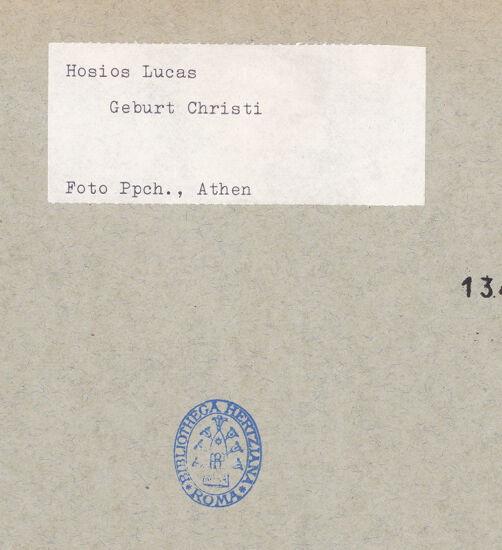 Hosios Lucas
Geburt Christi
Foto Ppch., Athen
BIBLIOTHECA HERTZIANA
ROMA